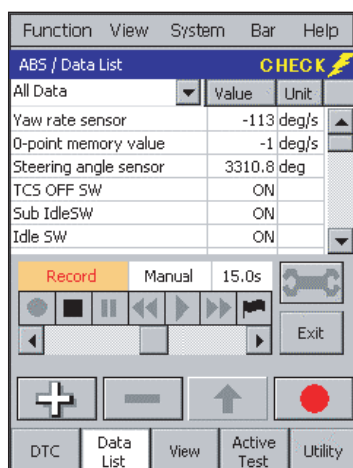 Function View System Bar Help
ABS / Data List CHECK
All Data Value Unit
Yaw rate sensor -113 deg/s
0-point memory value -1 deg/s
Steering angle sensor 3310.8 deg
TCS OFF SW ON
Sub IdleSW ON
Idle SW ON
Record Manual 15.0s
Exit
DTC Data List View Active Test Utility